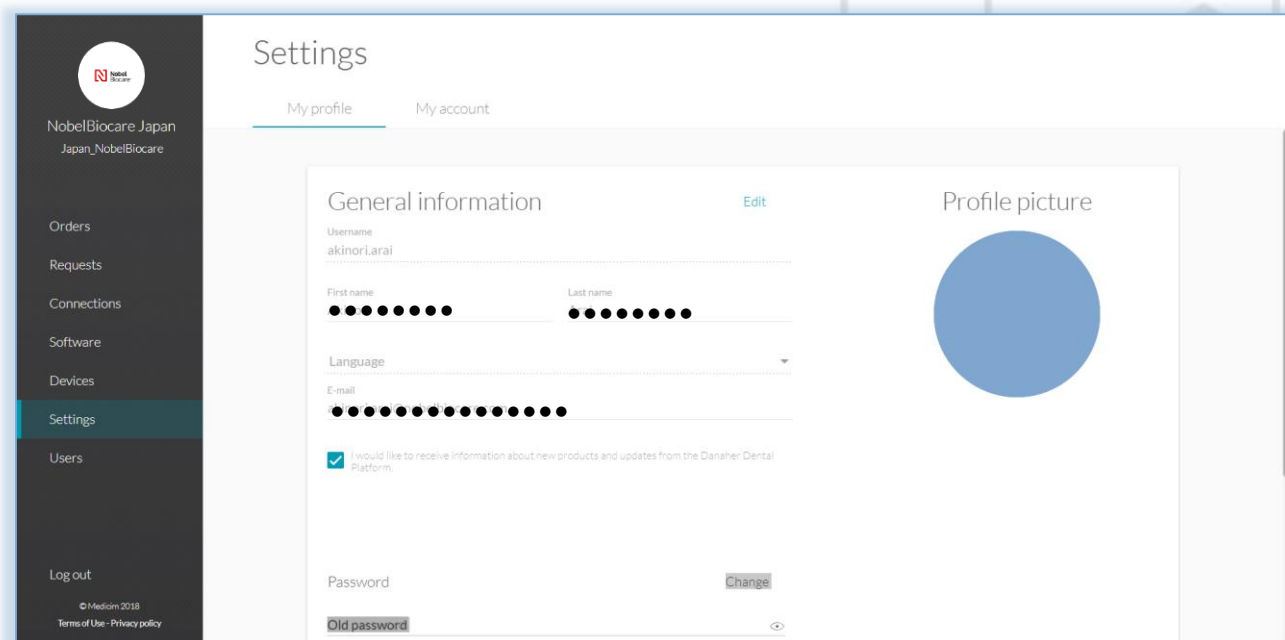 Nobel
Biocare
NobelBiocare Japan
Japan_NobelBiocare
Orders
Requests
Connections
Software
Devices
Settings
Users
Log out
© Medicim 2018
Terms of Use - Privacy policy
Settings
My profile My account
General information Edit
Username
akinori.arai
First name Last name
Language
E-mail
I would like to receive information about new products and updates from the Danaher Dental
Platform.
Password Change
Old password
Profile picture